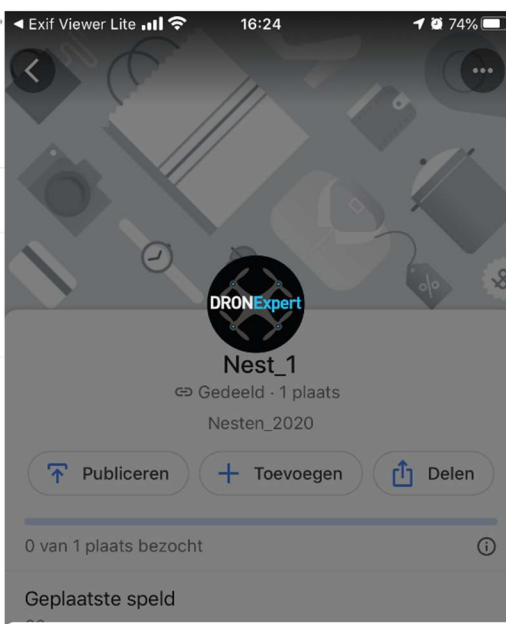 ◄ Exif Viewer Lite
16:24
74%
DRONExpert
Nest_1
Gedeeld · 1 plaats
Nesten_2020
Publiceren
Toevoegen
Delen
0 van 1 plaats bezocht
Geplaatste speld